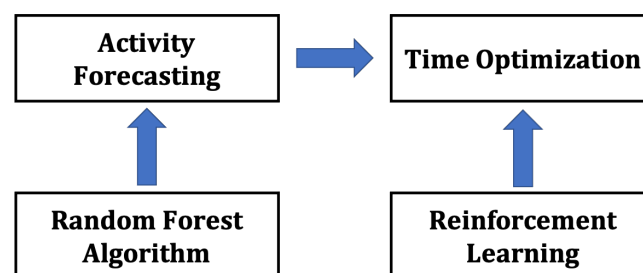 Activity
Forecasting
Time Optimization
Random Forest
Algorithm
Reinforcement
Learning